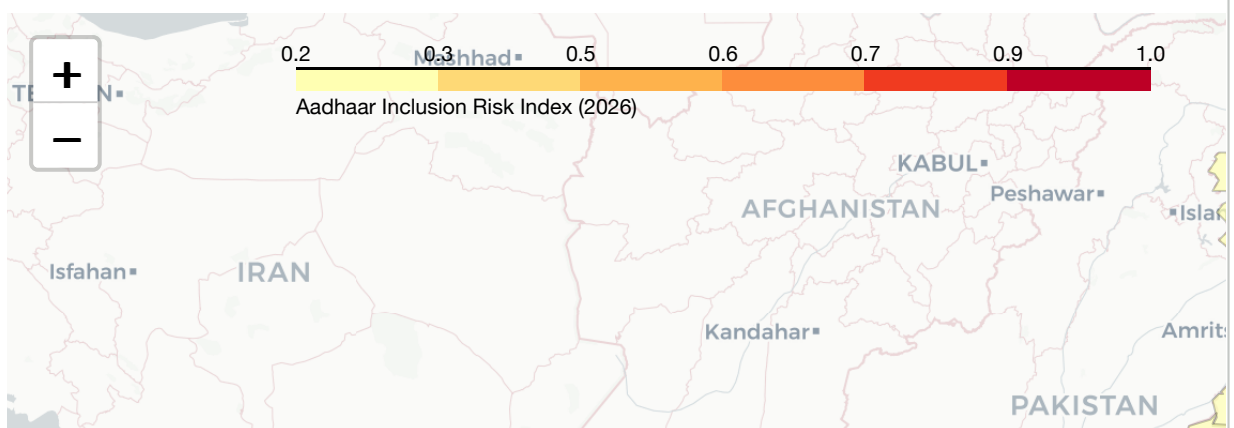 0.2 0.3 0.5 0.6 0.7 0.9 1.0
Mashhad
Aadhaar Inclusion Risk Index (2026)
+
−
KABUL
Peshawar
AFGHANISTAN
Isfahan
IRAN
Kandahar
PAKISTAN